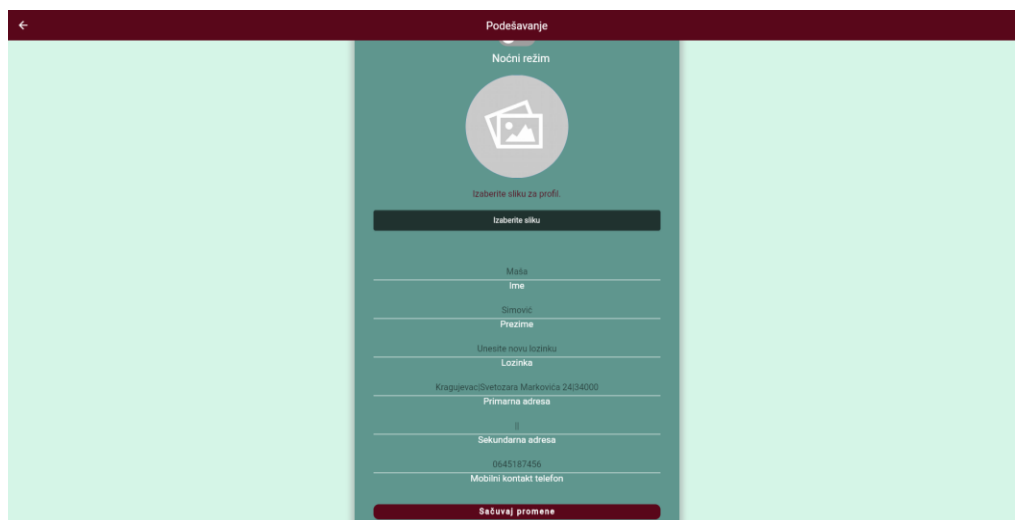 Podešavanje
Noćni režim
Izaberite sliku za profil.
Izaberite sliku
Maša
Ime
Simović
Prezime
Unesite novu lozinku
Lozinka
Kragujevac|Svetozara Markovića 24|34000
Primarna adresa
||
Sekundarna adresa
0645187456
Mobilni kontakt telefon
Sačuvaj promene